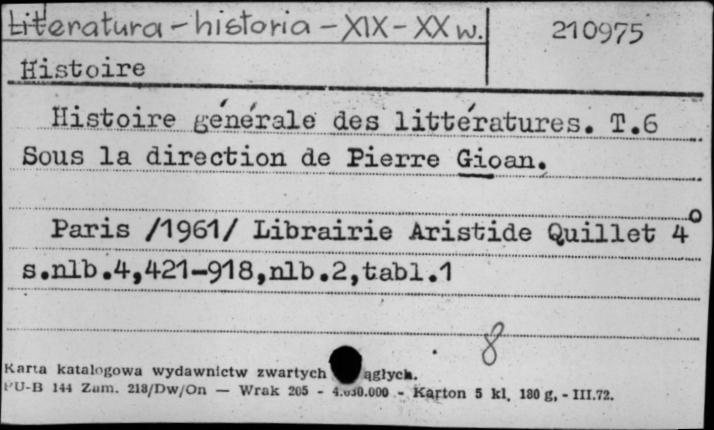 Literatura – historia – XIX – XX w.
210975
Histoire
Histoire générale des littératures. T.6
Sous la direction de Pierre Gioan.
Paris /1961/ Librairie Aristide Quillet 4°
s.nlb.4,421-918,nlb.2,tabl.1
8
Karta katalogowa wydawnictw zwartych ągłych.
PU-B 144 Zam. 218/Dw/On — Wrak 205 - 4.030.000 - Karton 5 kl. 180 g, - III.72.